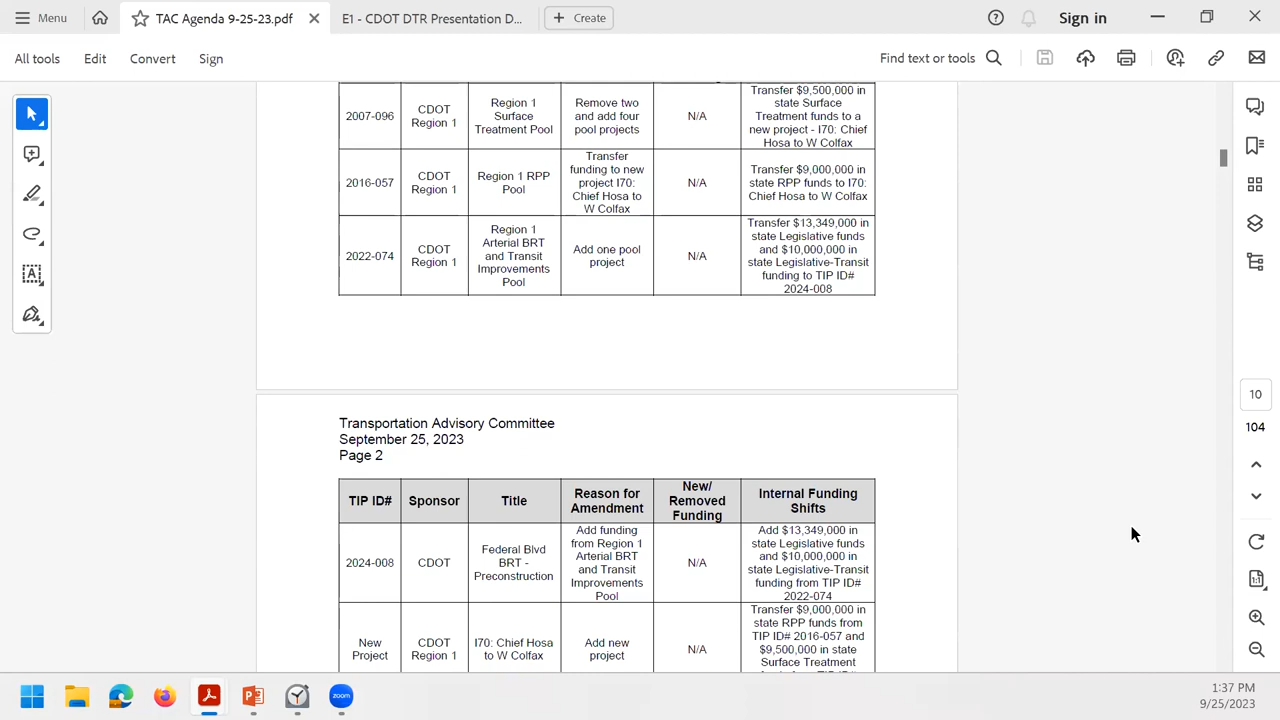 Menu
TAC Agenda 9-25-23.pdf
E1 - CDOT DTR Presentation D...
Create
Sign in
All tools
Edit
Convert
Sign
Find text or tools
2007-096
CDOT
Region 1
Region 1
Surface
Treatment Pool
Remove two
and add four
pool projects
N/A
Transfer $9,500,000 in
state Surface
Treatment funds to a
new project - I70: Chief
Hosa to W Colfax
2016-057
CDOT
Region 1
Region 1 RPP
Pool
Transfer
funding to new
project I70:
Chief Hosa to
W Colfax
N/A
Transfer $9,000,000 in
state RPP funds to I70:
Chief Hosa to W Colfax
2022-074
CDOT
Region 1
Region 1
Arterial BRT
and Transit
Improvements
Pool
Add one pool
project
N/A
Transfer $13,349,000 in
state Legislative funds
and $10,000,000 in
state Legislative-Transit
funding to TIP ID#
2024-008
Transportation Advisory Committee
September 25, 2023
Page 2
TIP ID#
Sponsor
Title
Reason for
Amendment
New/
Removed
Funding
Internal Funding
Shifts
2024-008
CDOT
Federal Blvd
BRT -
Preconstruction
Add funding
from Region 1
Arterial BRT
and Transit
Improvements
Pool
N/A
Add $13,349,000 in
state Legislative funds
and $10,000,000 in
state Legislative-Transit
funding from TIP ID#
2022-074
New
Project
CDOT
Region 1
I70: Chief Hosa
to W Colfax
Add new
project
N/A
Transfer $9,000,000 in
state RPP funds from
TIP ID# 2016-057 and
$9,500,000 in state
Surface Treatment
10
104
1:1
zoom
1:37 PM
9/25/2023